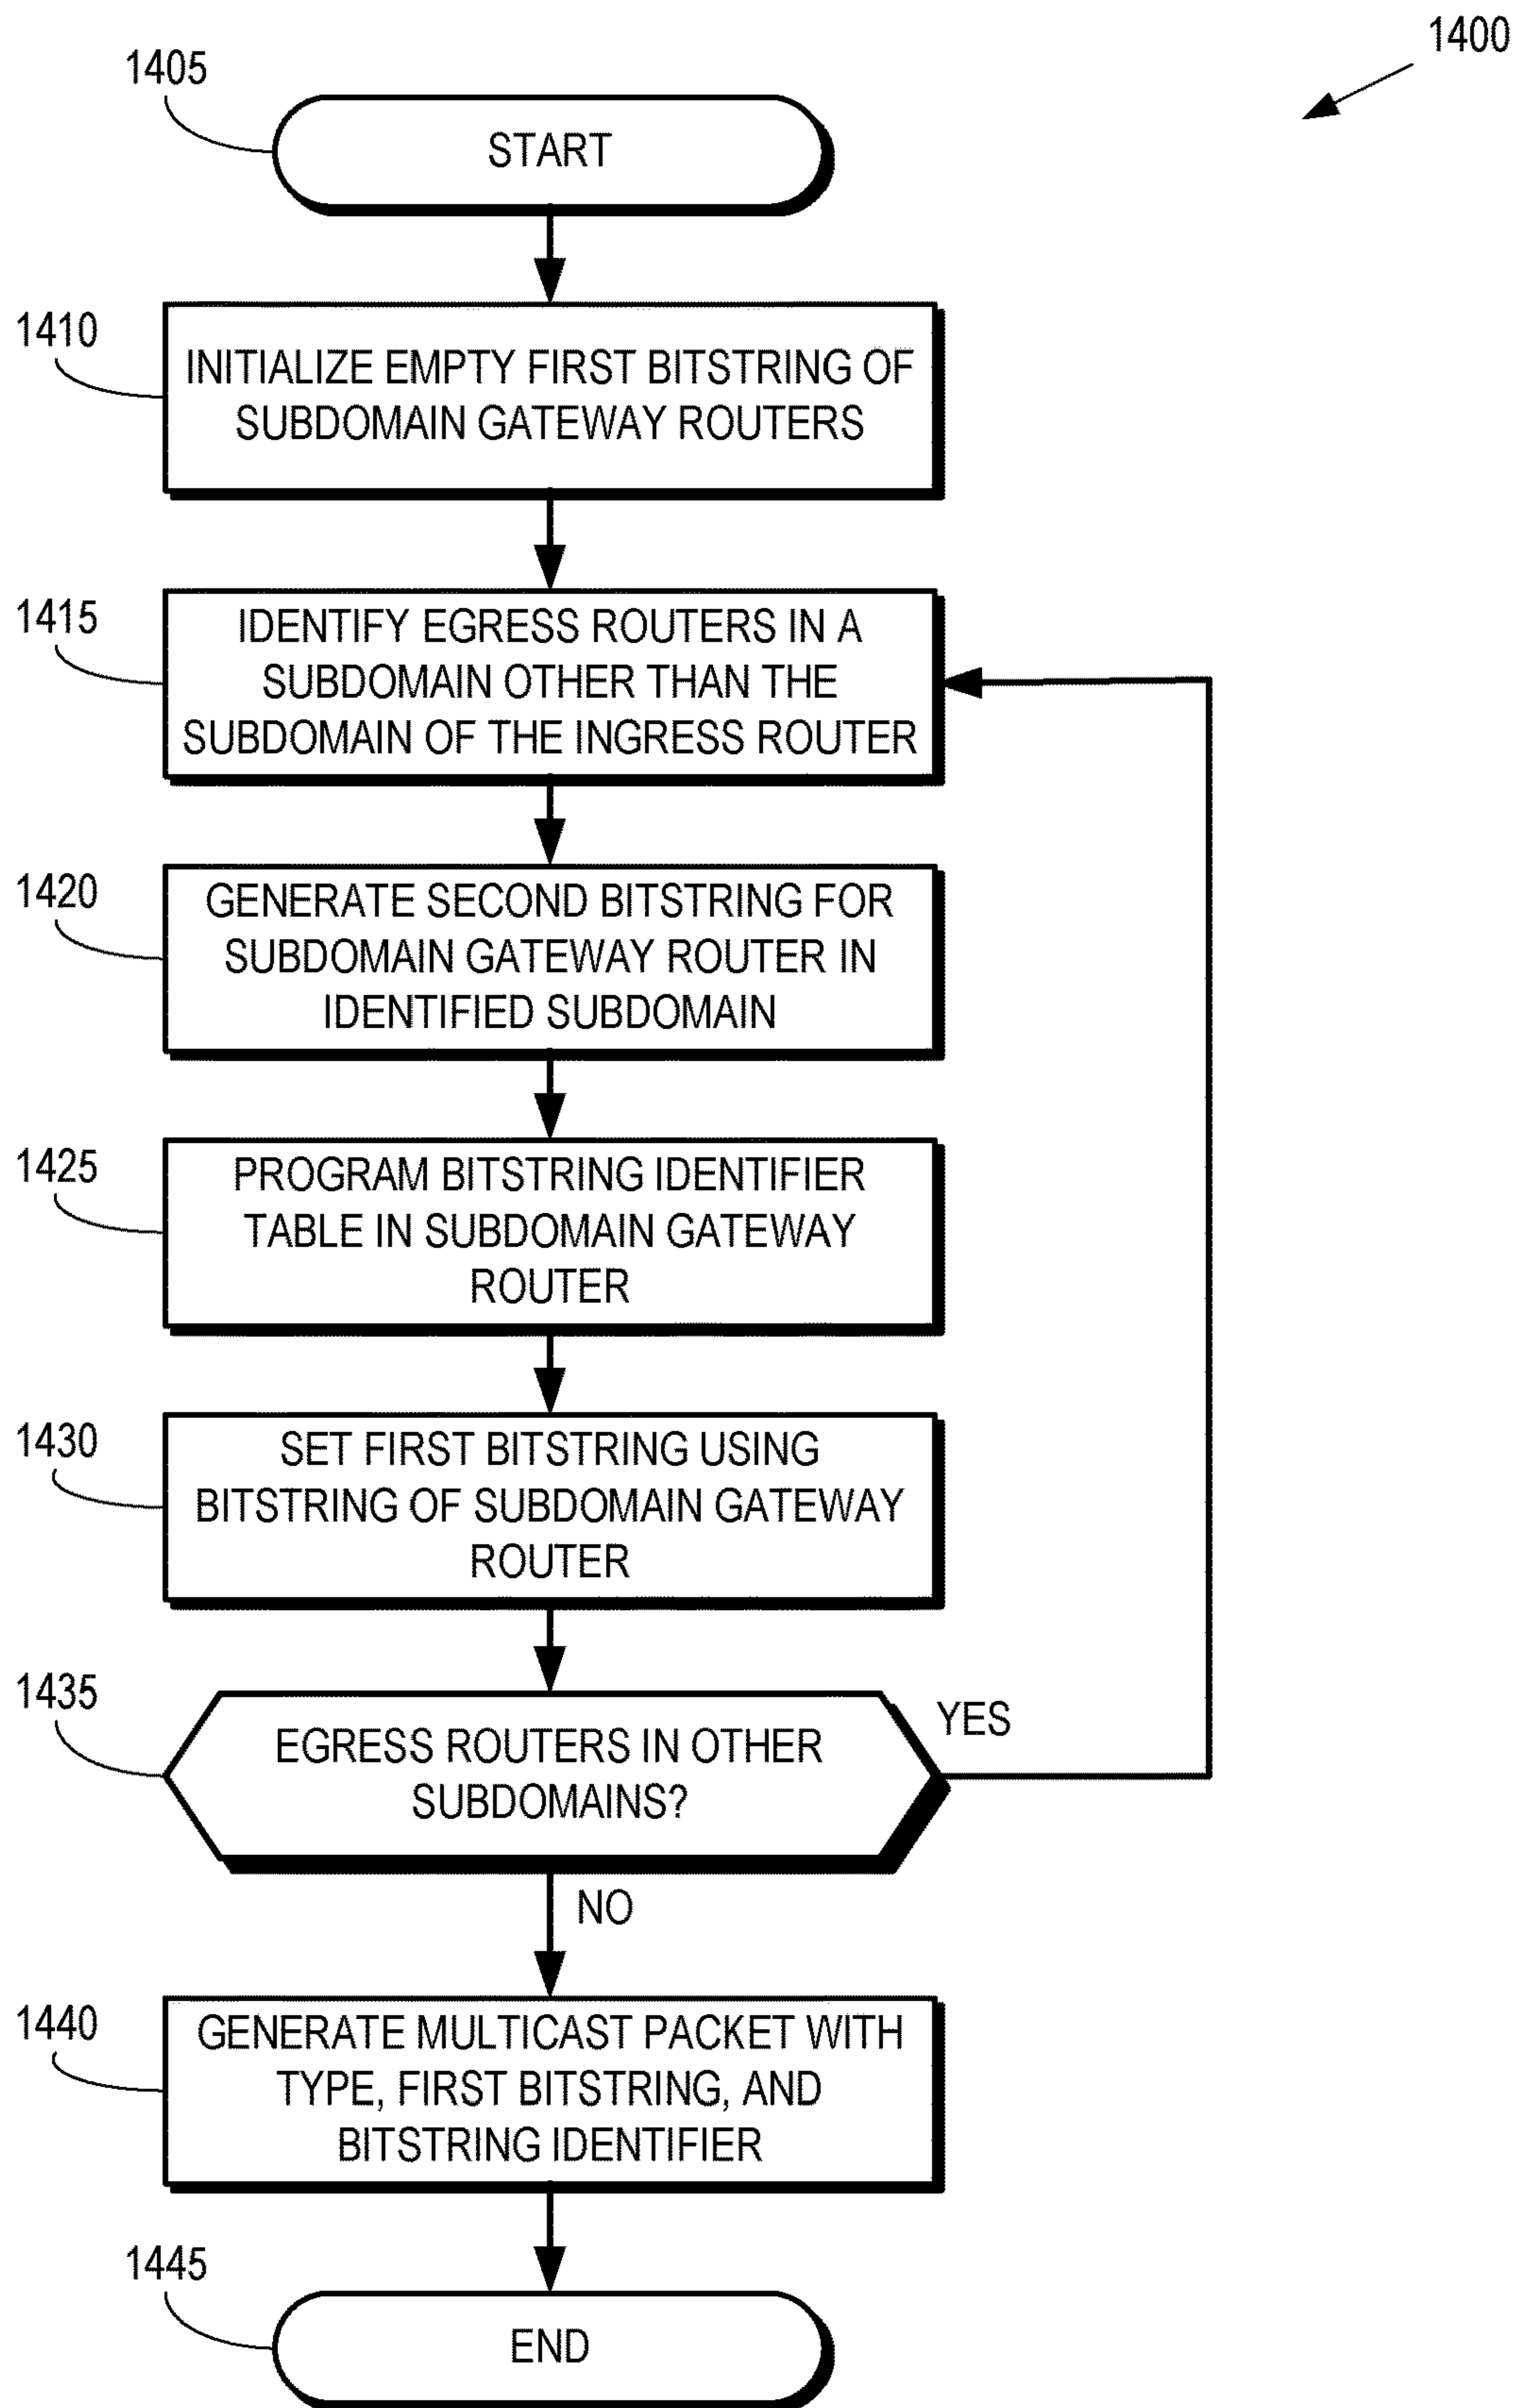 1400
1405
START
1410
INITIALIZE EMPTY FIRST BITSTRING OF
SUBDOMAIN GATEWAY ROUTERS
1415
IDENTIFY EGRESS ROUTERS IN A
SUBDOMAIN OTHER THAN THE
SUBDOMAIN OF THE INGRESS ROUTER
1420
GENERATE SECOND BITSTRING FOR
SUBDOMAIN GATEWAY ROUTER IN
IDENTIFIED SUBDOMAIN
1425
PROGRAM BITSTRING IDENTIFIER
TABLE IN SUBDOMAIN GATEWAY
ROUTER
1430
SET FIRST BITSTRING USING
BITSTRING OF SUBDOMAIN GATEWAY
ROUTER
1435
EGRESS ROUTERS IN OTHER
SUBDOMAINS?
YES
NO
1440
GENERATE MULTICAST PACKET WITH
TYPE, FIRST BITSTRING, AND
BITSTRING IDENTIFIER
1445
END